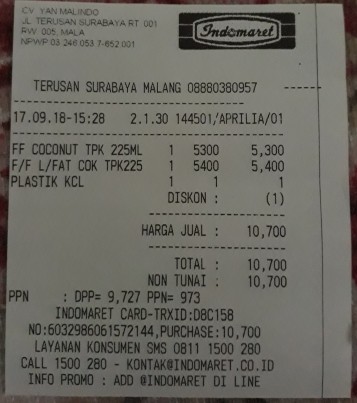 CV. YAN MALINDO
JL. TERUSAN SURABAYA RT. 001
RW. 005, MALA
NPWP 03.246.053.7-652.001
Indomaret
TERUSAN SURABAYA MALANG 08880380957
17.09.18-15:28 2.1.30 144501/APRILIA/01
FF COCONUT TPK 225ML 1 5300 5,300
F/F L/FAT COK TPK225 1 5400 5,400
PLASTIK KCL 1 1 1
DISKON : (1)
HARGA JUAL : 10,700
TOTAL : 10,700
NON TUNAI : 10,700
PPN : DPP= 9,727 PPN= 973
INDOMARET CARD-TRXID:D8C158
NO:6032986061572144,PURCHASE:10,700
LAYANAN KONSUMEN SMS 0811 1500 280
CALL 1500 280 - KONTAK@INDOMARET.CO.ID
INFO PROMO : ADD @INDOMARET DI LINE